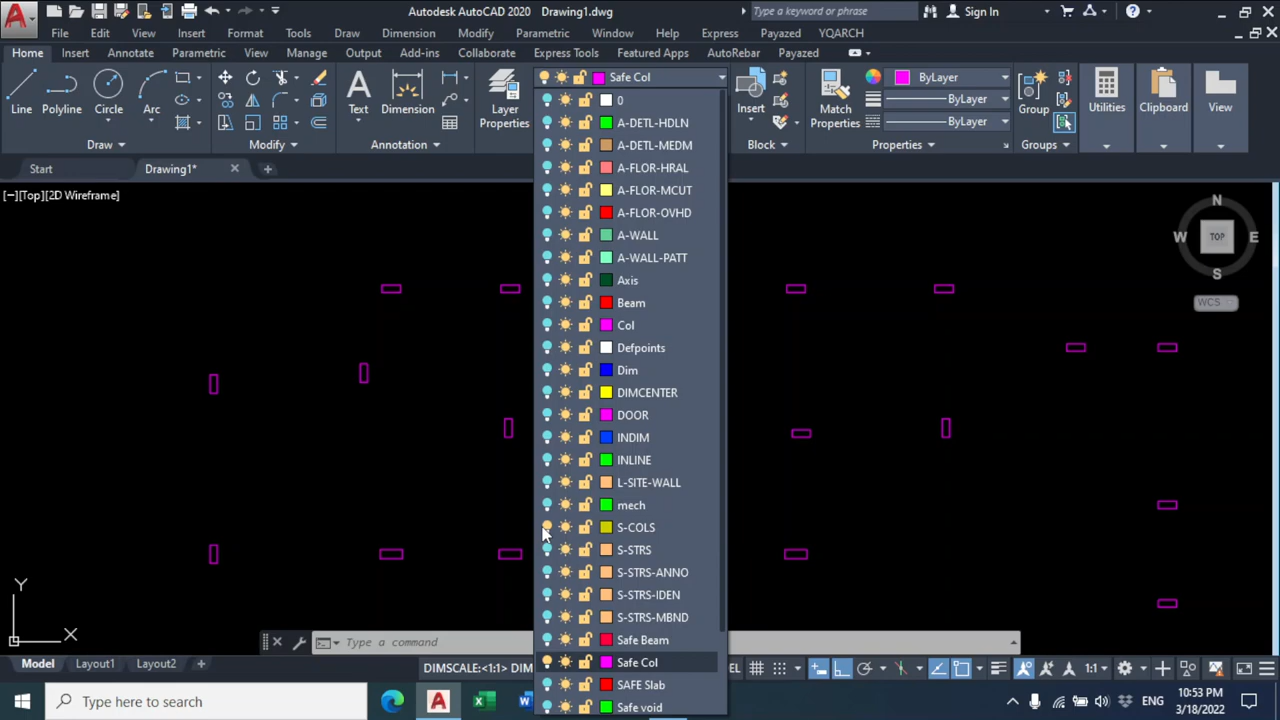 Autodesk AutoCAD 2020 Drawing1.dwg
Type a keyword or phrase
Sign In
File Edit View Insert Format Tools Draw Dimension Modify Parametric Window Help Express Payazed YQARCH
Home Insert Annotate Parametric View Manage Output Add-ins Collaborate Express Tools Featured Apps AutoRebar Payazed
Line Polyline Circle Arc
Text Dimension
Layer Properties
Safe Col
Insert
Match Properties
ByLayer
ByLayer
ByLayer
Group Utilities Clipboard View
Draw Modify Annotation Block Properties Groups
Start Drawing1*
[−][Top][2D Wireframe]
0
A-DETL-HDLN
A-DETL-MEDM
A-FLOR-HRAL
A-FLOR-MCUT
A-FLOR-OVHD
A-WALL
A-WALL-PATT
Axis
Beam
Col
Defpoints
Dim
DIMCENTER
DOOR
INDIM
INLINE
L-SITE-WALL
mech
S-COLS
S-STRS
S-STRS-ANNO
S-STRS-IDEN
S-STRS-MBND
Safe Beam
Safe Col
SAFE Slab
Safe void
N
W TOP E
S
WCS
Y
X
Type a command
Model Layout1 Layout2
DIMSCALE:<1:1> DIM
EL
1:1
Type here to search
ENG
10:53 PM
3/18/2022